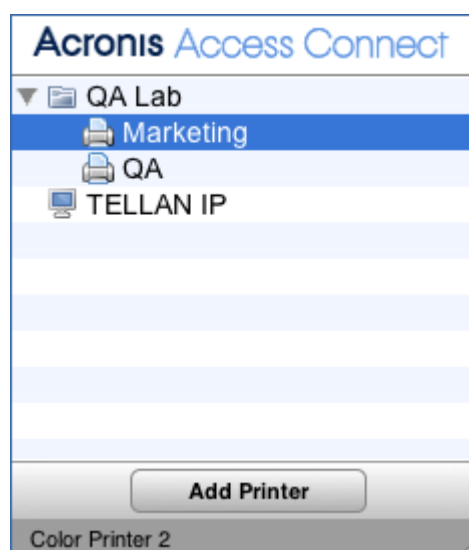 Acronis Access Connect
QA Lab
Marketing
QA
TELLAN IP
Add Printer
Color Printer 2